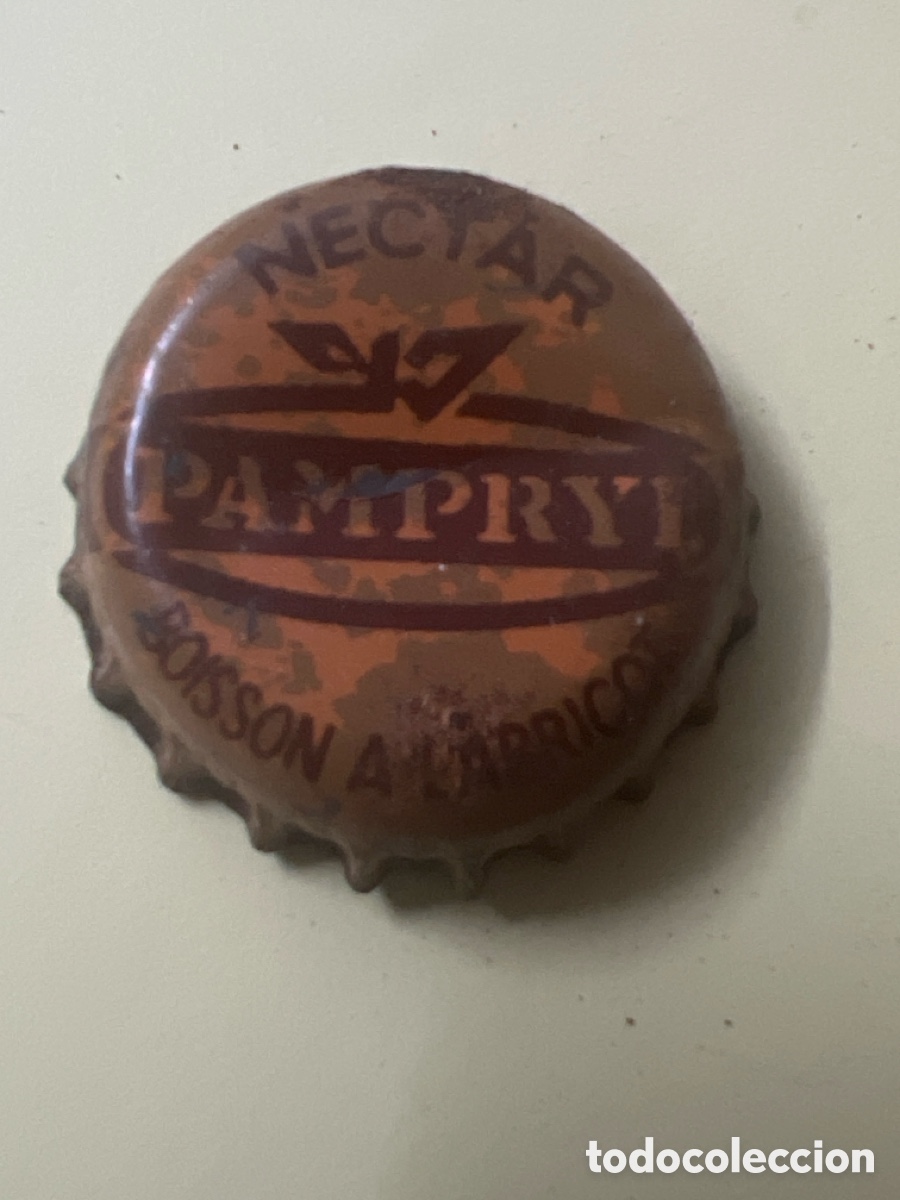 NECTAR
PAMPRYL
BOISSON A L'ABRICOT
todocoleccion